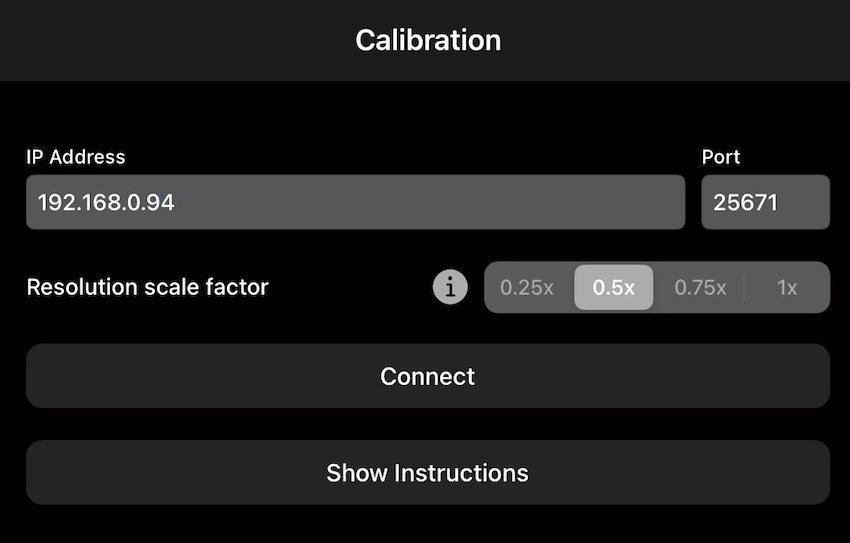 Calibration
IP Address
Port
192.168.0.94
25671
Resolution scale factor
i
0.25x
0.5x
0.75x
1x
Connect
Show Instructions